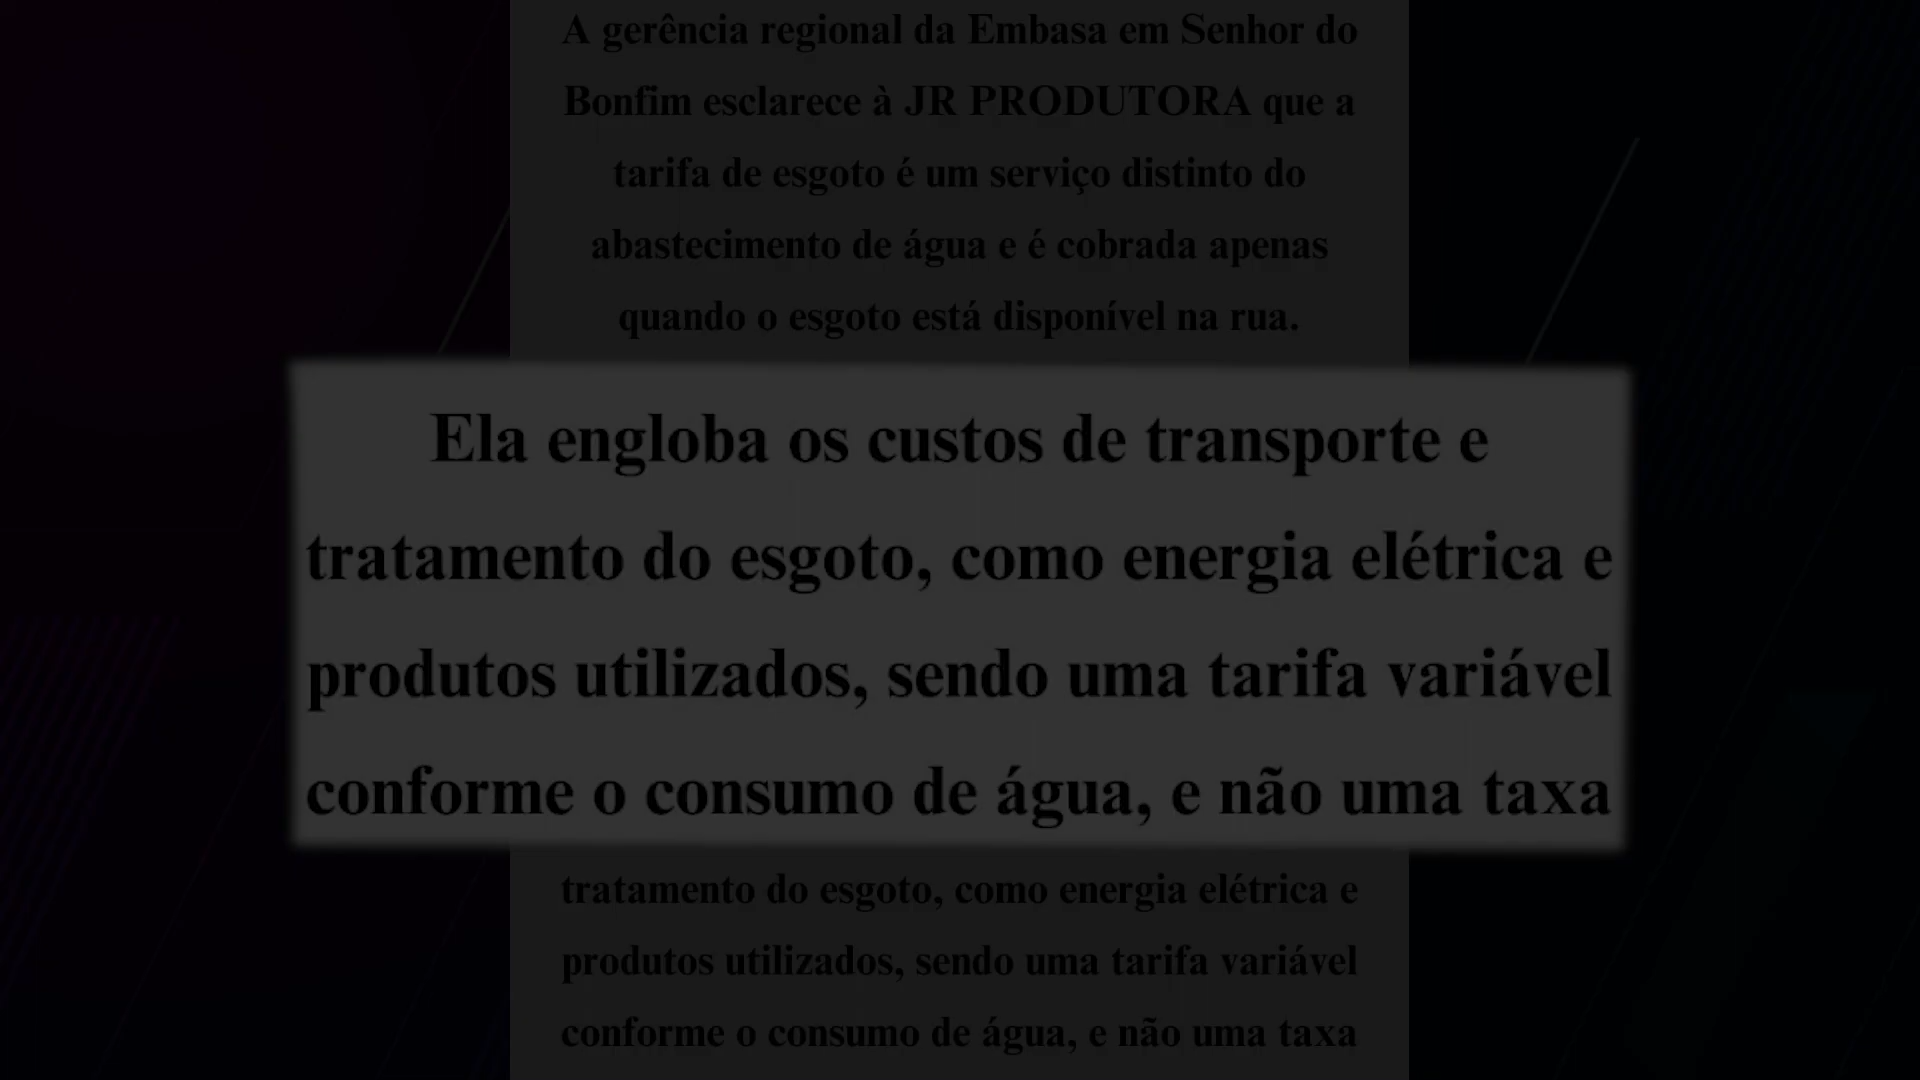 A gerência regional da Embasa em Senhor do
Bonfim esclarece à JR PRODUTORA que a
tarifa de esgoto é um serviço distinto do
abastecimento de água e é cobrada apenas
quando o esgoto está disponível na rua.
Ela engloba os custos de transporte e
tratamento do esgoto, como energia elétrica e
produtos utilizados, sendo uma tarifa variável
conforme o consumo de água, e não uma taxa
tratamento do esgoto, como energia elétrica e
produtos utilizados, sendo uma tarifa variável
conforme o consumo de água, e não uma taxa